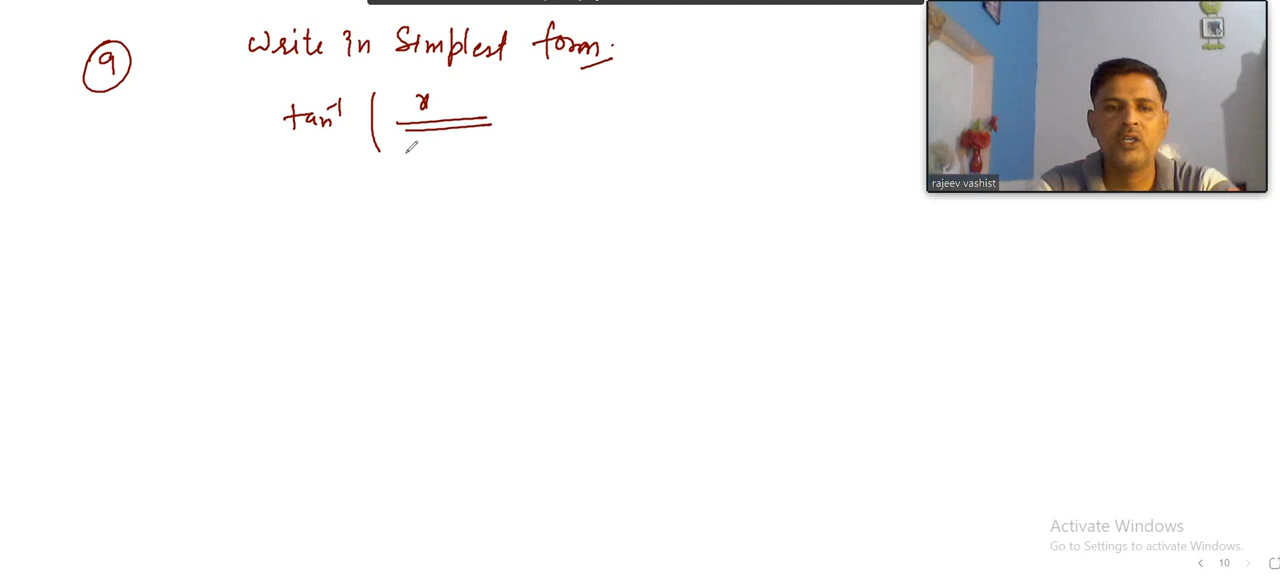 9 Write in Simplest form.
tan⁻¹ ( x
rajeev vashist
Activate Windows
Go to Settings to activate Windows.
< 10 >